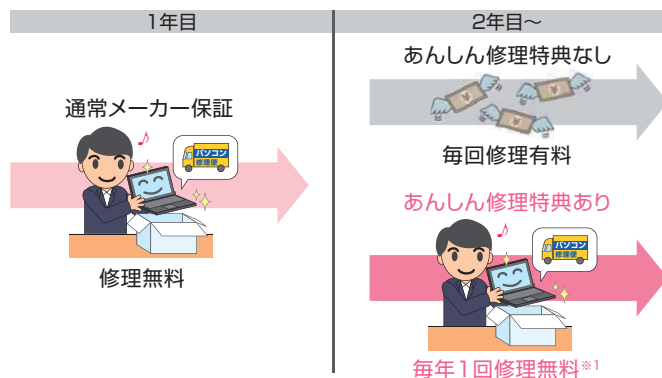 1年目
通常メーカー保証
パソコン
修理便
修理無料
2年目～
あんしん修理特典なし
毎回修理有料
あんしん修理特典あり
パソコン
修理便
毎年1回修理無料※1